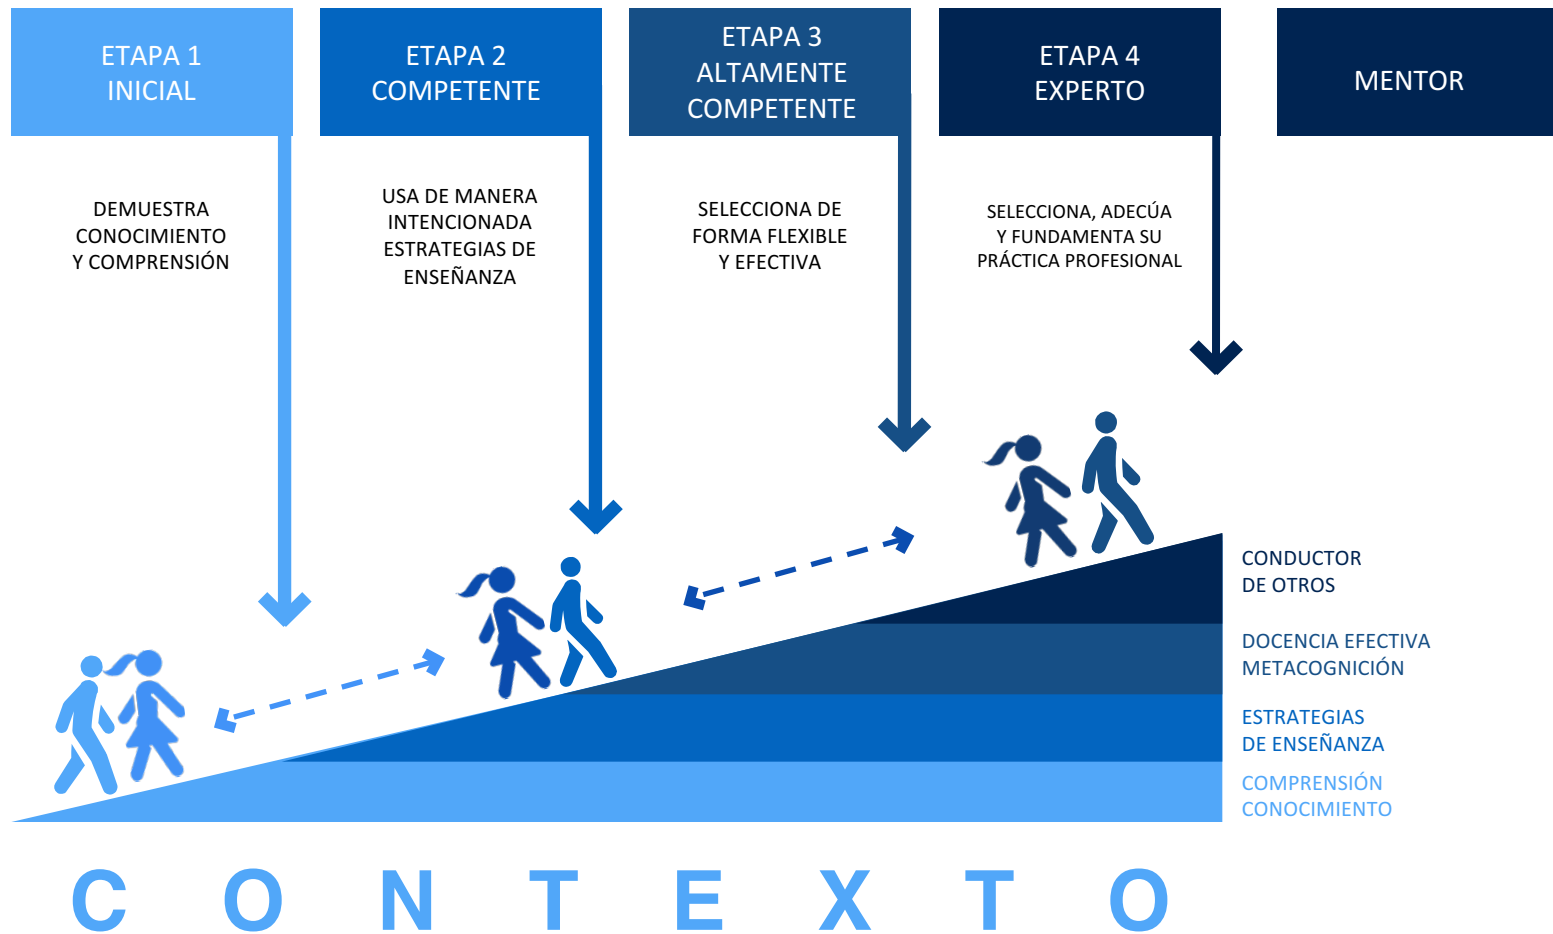 ETAPA 1
INICIAL
ETAPA 2
COMPETENTE
ETAPA 3
ALTAMENTE
COMPETENTE
ETAPA 4
EXPERTO
MENTOR
DEMUESTRA
CONOCIMIENTO
Y COMPRENSIÓN
USA DE MANERA
INTENCIONADA
ESTRATEGIAS DE
ENSEÑANZA
SELECCIONA DE
FORMA FLEXIBLE
Y EFECTIVA
SELECCIONA, ADECÚA
Y FUNDAMENTA SU
PRÁCTICA PROFESIONAL
CONDUCTOR
DE OTROS
DOCENCIA EFECTIVA
METACOGNICIÓN
ESTRATEGIAS
DE ENSEÑANZA
COMPRENSIÓN
CONOCIMIENTO
CONTEXTO